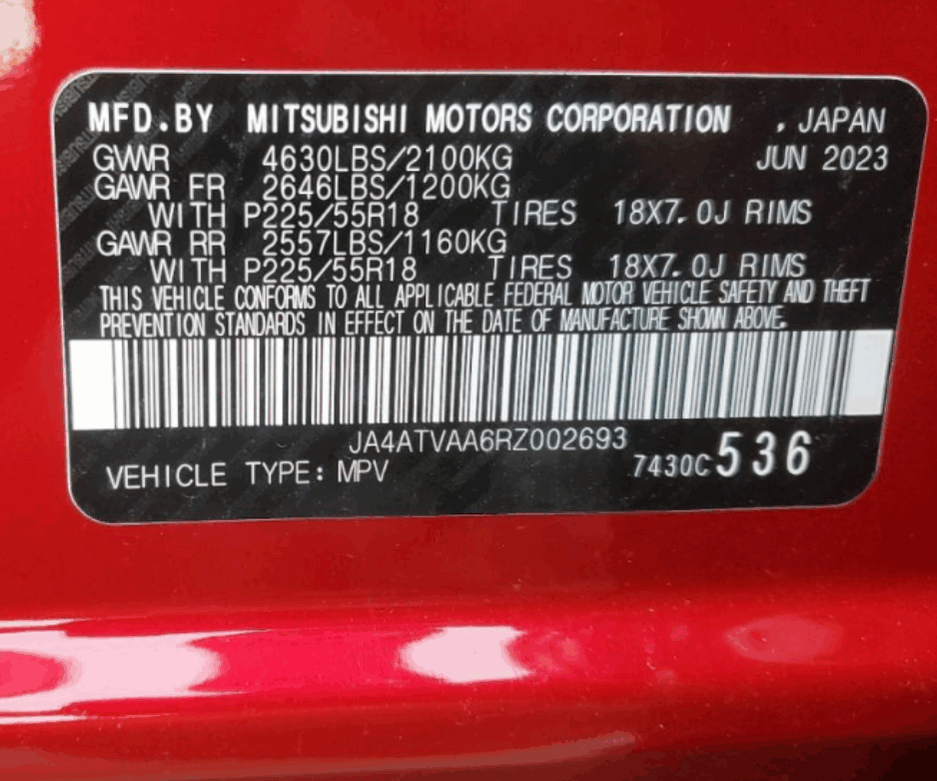 MFD.BY MITSUBISHI MOTORS CORPORATION , JAPAN
GVWR 4630LBS/2100KG JUN 2023
GAWR FR 2646LBS/1200KG
WITH P225/55R18 TIRES 18X7.0J RIMS
GAWR RR 2557LBS/1160KG
WITH P225/55R18 TIRES 18X7.0J RIMS
THIS VEHICLE CONFORMS TO ALL APPLICABLE FEDERAL MOTOR VEHICLE SAFETY AND THEFT
PREVENTION STANDARDS IN EFFECT ON THE DATE OF MANUFACTURE SHOWN ABOVE.
JA4ATVAA6RZ002693
VEHICLE TYPE: MPV 7430C 536